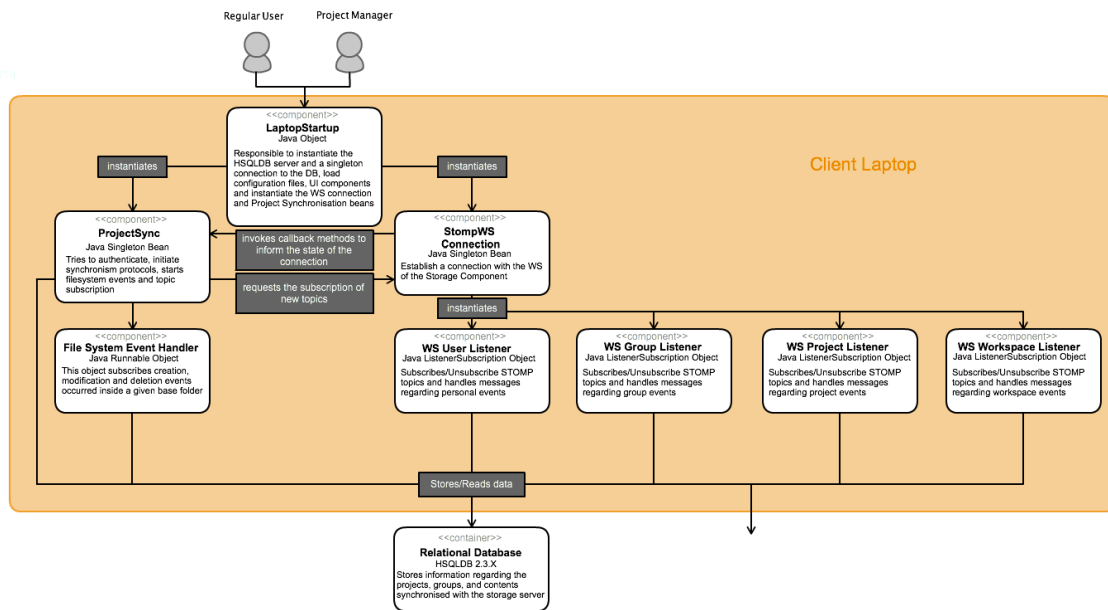 Regular User
Project Manager
<<component>>
LaptopStartup
Java Object
Responsible to instantiate the
HSQLDB server and a singleton
connection to the DB, load
configuration files, UI components
and instantiate the WS connection
and Project Synchronisation beans
instantiates
instantiates
Client Laptop
<<component>>
ProjectSync
Java Singleton Bean
Tries to authenticate, initiate
synchronism protocols, starts
filesystem events and topic
subscription
invokes callback methods to
inform the state of the
connection
requests the subscription of
new topics
<<component>>
StompWS
Connection
Java Singleton Bean
Establish a connection with the WS
of the Storage Component
instantiates
<<component>>
File System Event Handler
Java Runnable Object
This object subscribes creation,
modification and deletion events
occurred inside a given base folder
<<component>>
WS User Listener
Java ListenerSubscription Object
Subscribes/Unsubscribe STOMP
topics and handles messages
regarding personal events
<<component>>
WS Group Listener
Java ListenerSubscription Object
Subscribes/Unsubscribe STOMP
topics and handles messages
regarding group events
<<component>>
WS Project Listener
Java ListenerSubscription Object
Subscribes/Unsubscribe STOMP
topics and handles messages
regarding project events
<<component>>
WS Workspace Listener
Java ListenerSubscription Object
Subscribes/Unsubscribe STOMP
topics and handles messages
regarding workspace events
Stores/Reads data
<<container>>
Relational Database
HSQLDB 2.3.X
Stores information regarding the
projects, groups, and contents
synchronised with the storage server